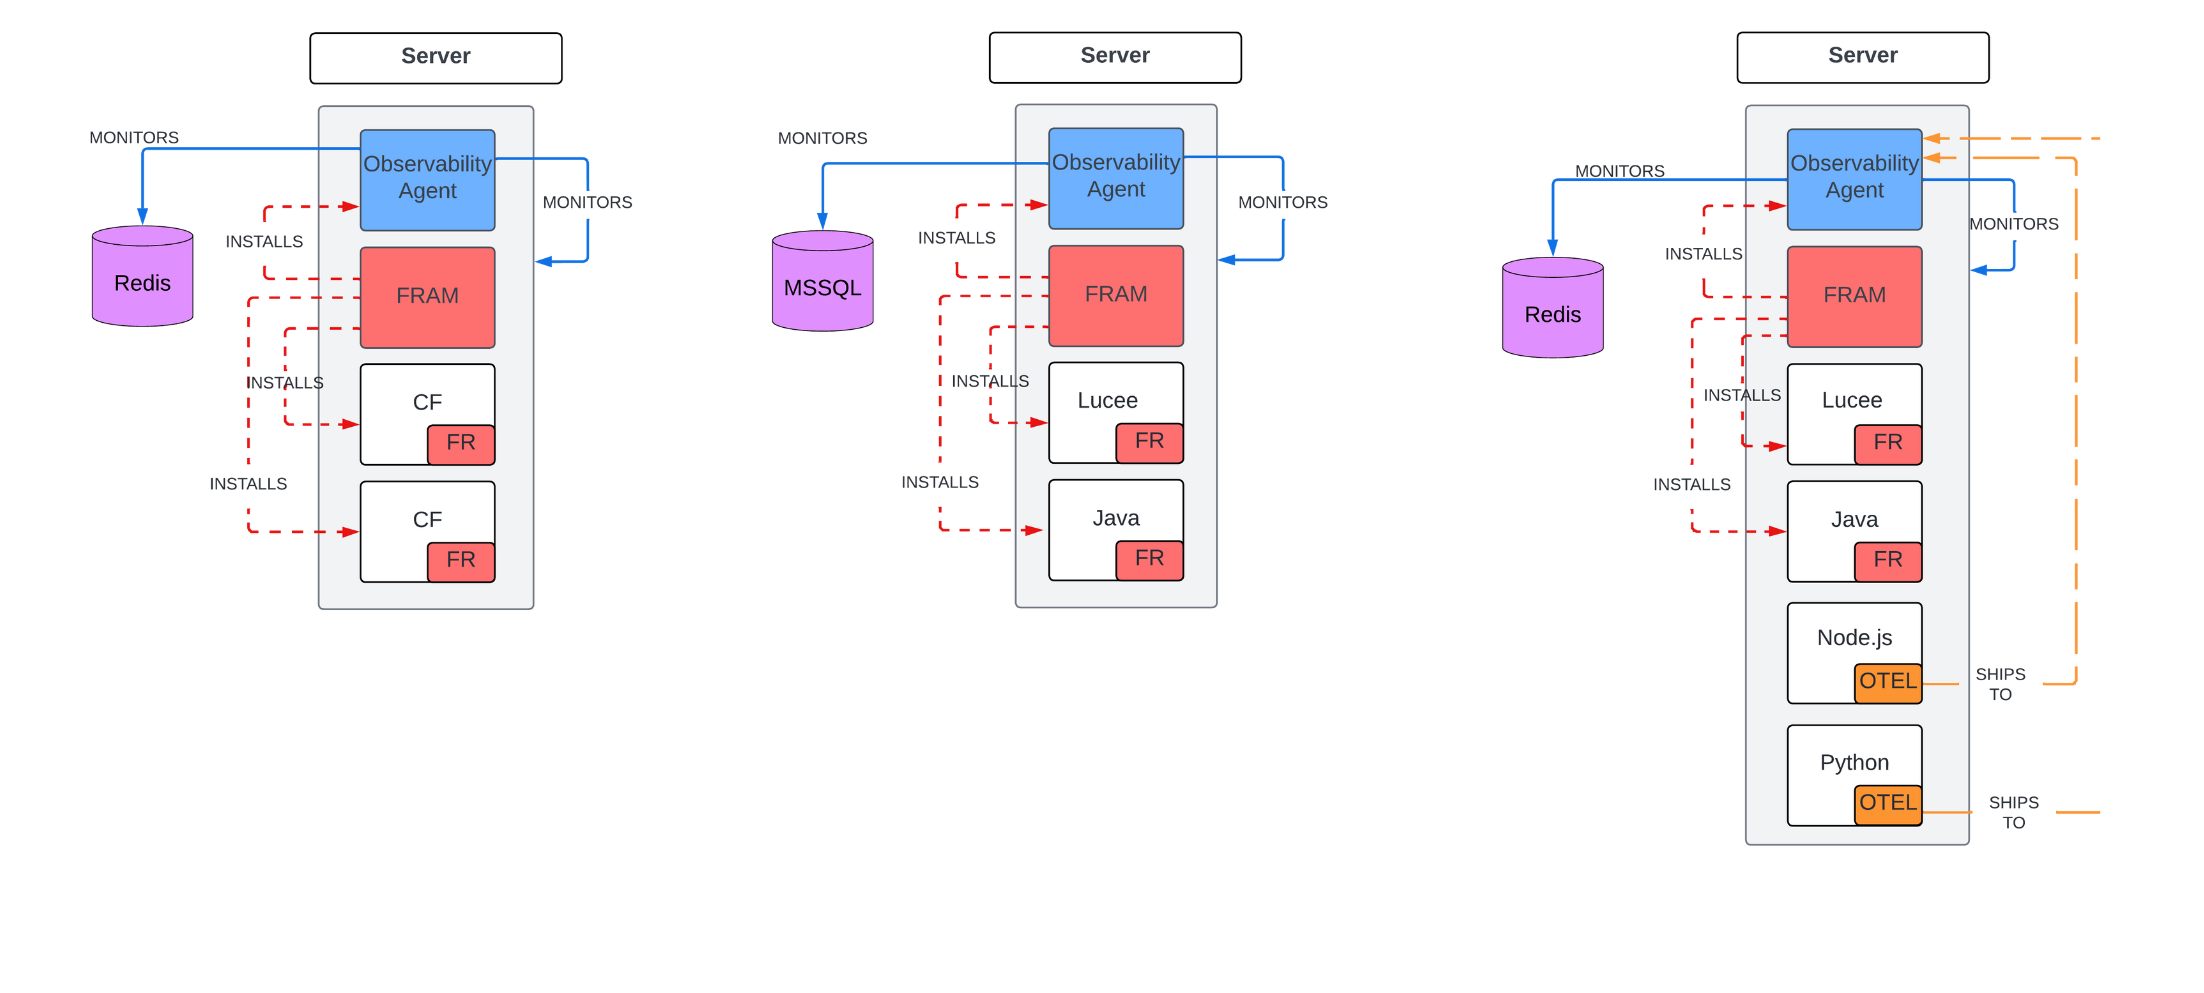 Server
MONITORS
Observability
Agent
MONITORS
INSTALLS
Redis
FRAM
INSTALLS
CF
FR
INSTALLS
CF
FR
Server
MONITORS
Observability
Agent
MONITORS
INSTALLS
MSSQL
FRAM
INSTALLS
Lucee
FR
INSTALLS
Java
FR
Server
MONITORS
Observability
Agent
MONITORS
INSTALLS
Redis
FRAM
INSTALLS
Lucee
FR
INSTALLS
Java
FR
Node.js
OTEL
SHIPS
TO
Python
OTEL
SHIPS
TO